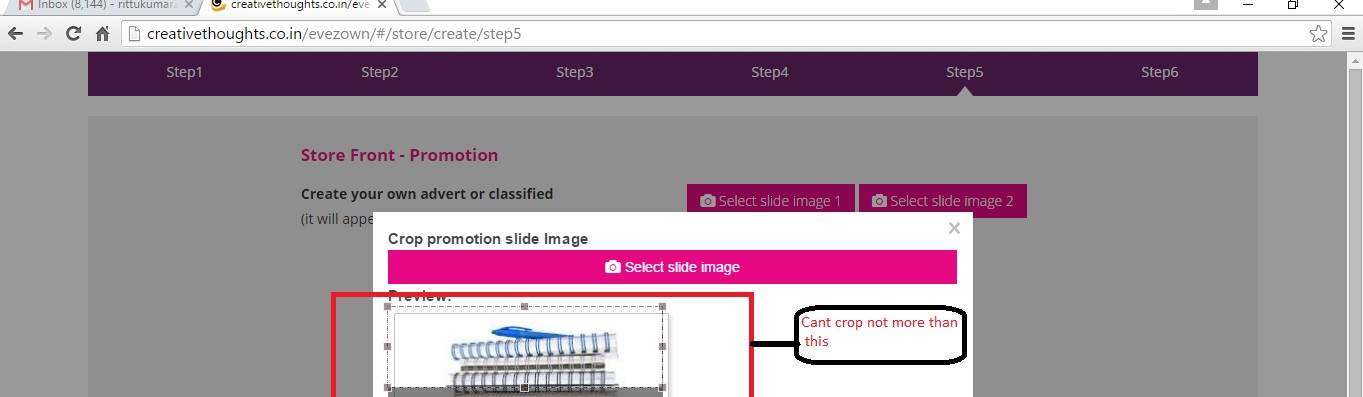 Inbox (8,144) - rittukumar
creativethoughts.co.in/eve
creativethoughts.co.in/evezown/#/store/create/step5
Step1 Step2 Step3 Step4 Step5 Step6
Store Front - Promotion
Create your own advert or classified
Select slide image 1 Select slide image 2
(it will appe
Crop promotion slide Image ×
Select slide image
Preview:
Cant crop not more than
this